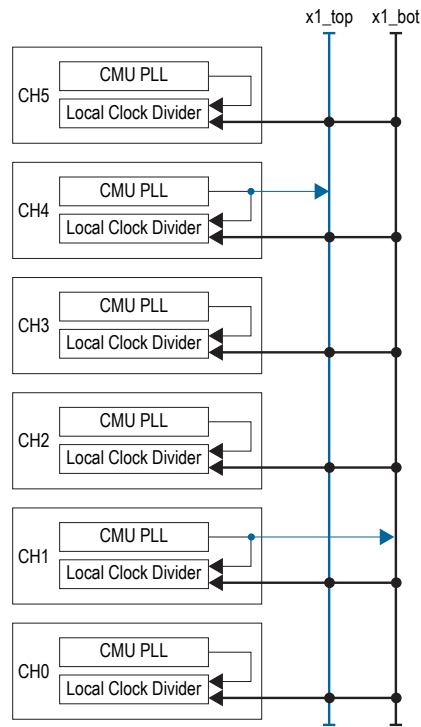 x1_top x1_bot
CMU PLL
CH5
Local Clock Divider
CMU PLL
CH4
Local Clock Divider
CMU PLL
CH3
Local Clock Divider
CMU PLL
CH2
Local Clock Divider
CMU PLL
CH1
Local Clock Divider
CMU PLL
CH0
Local Clock Divider